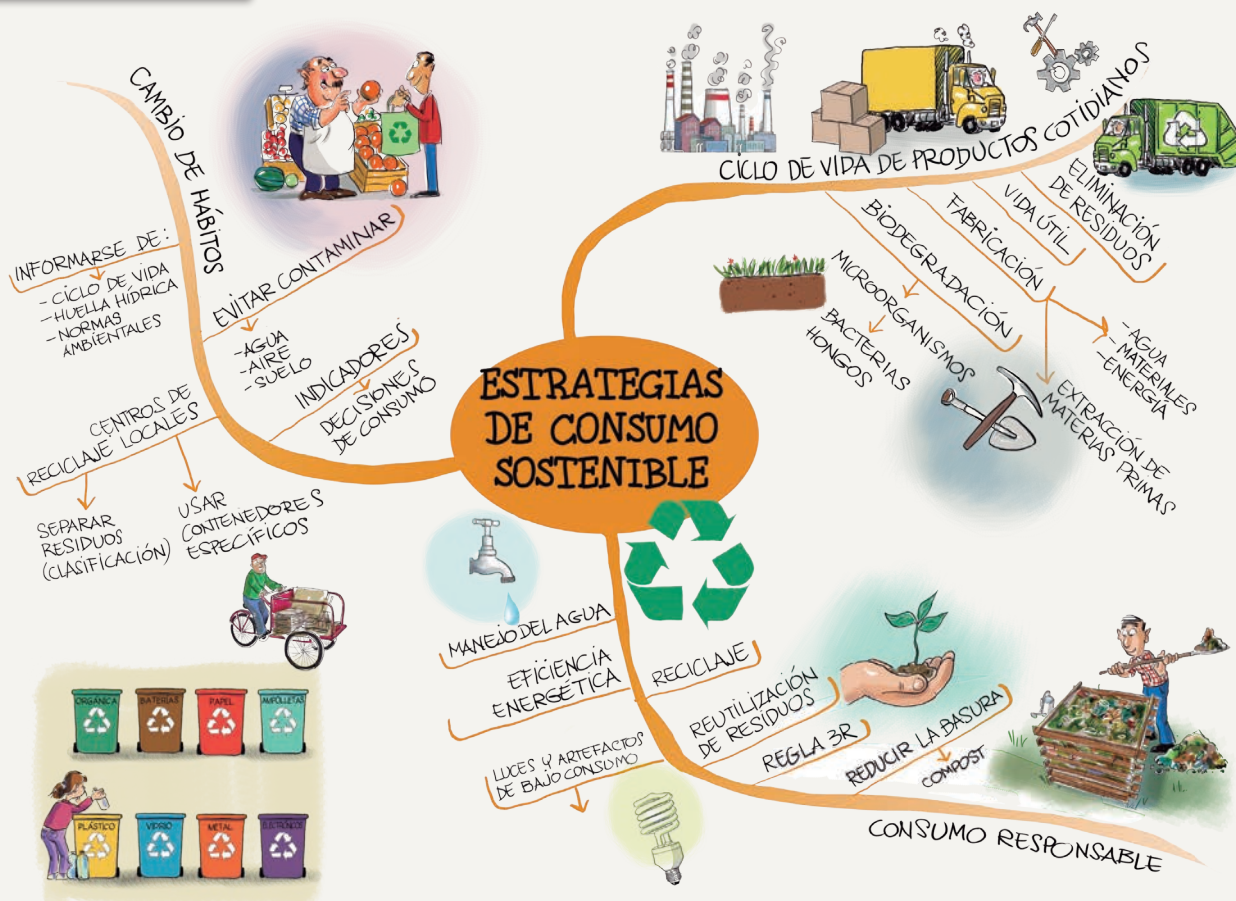 ESTRATEGIAS
DE CONSUMO
SOSTENIBLE
CAMBIO DE HÁBITOS
INFORMARSE DE:
- CICLO DE VIDA
- HUELLA HÍDRICA
- NORMAS
AMBIENTALES
EVITAR CONTAMINAR
- AGUA
- AIRE
- SUELO
INDICADORES
DECISIONES
DE CONSUMO
CENTROS DE
RECICLAJE LOCALES
SEPARAR
RESIDUOS
(CLASIFICACIÓN)
USAR
CONTENEDORES
ESPECÍFICOS
ORGÁNICA
BATERÍAS
PAPEL
AMPOLLETAS
PLÁSTICO
VIDRIO
METAL
ELECTRÓNICOS
CICLO DE VIDA DE PRODUCTOS COTIDIANOS
BIODEGRADACIÓN
MICROORGANISMOS
BACTERIAS
HONGOS
FABRICACIÓN
- AGUA
- MATERIALES
- ENERGÍA
EXTRACCIÓN DE
MATERIAS PRIMAS
VIDA ÚTIL
ELIMINACIÓN
DE RESIDUOS
CONSUMO RESPONSABLE
MANEJO DEL AGUA
EFICIENCIA
ENERGÉTICA
LUCES Y ARTEFACTOS
DE BAJO CONSUMO
RECICLAJE
REUTILIZACIÓN
DE RESIDUOS
REGLA 3R
REDUCIR LA BASURA
COMPOST